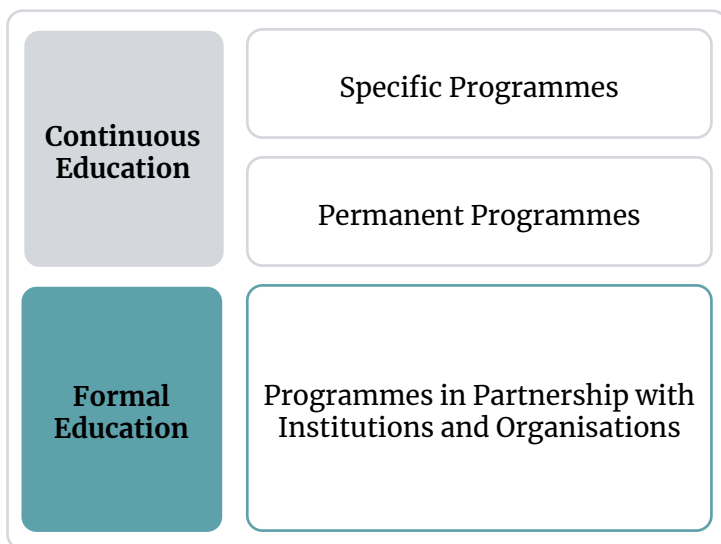 Continuous
Education
Specific Programmes
Permanent Programmes
Formal
Education
Programmes in Partnership with
Institutions and Organisations